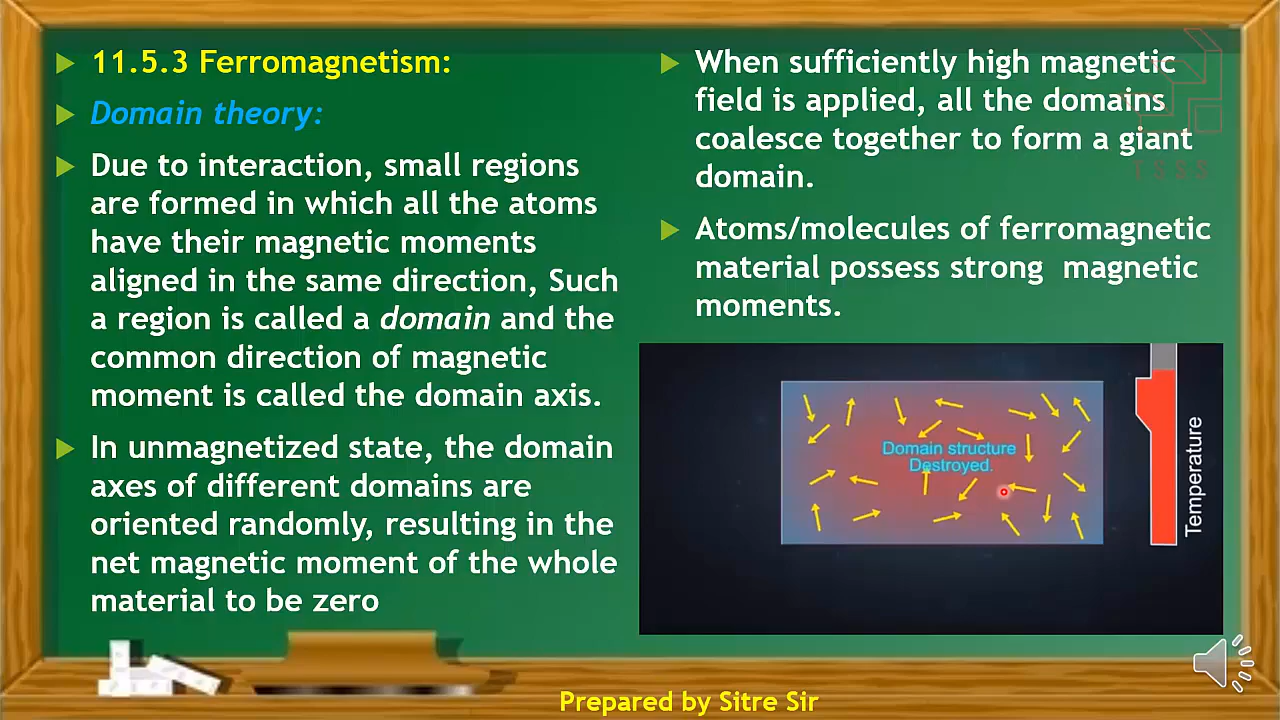 11.5.3 Ferromagnetism:
Domain theory:
Due to interaction, small regions
are formed in which all the atoms
have their magnetic moments
aligned in the same direction, Such
a region is called a domain and the
common direction of magnetic
moment is called the domain axis.
In unmagnetized state, the domain
axes of different domains are
oriented randomly, resulting in the
net magnetic moment of the whole
material to be zero
When sufficiently high magnetic
field is applied, all the domains
coalesce together to form a giant
domain.
Atoms/molecules of ferromagnetic
material possess strong magnetic
moments.
TSSS
Domain structure
Destroyed.
Temperature
Prepared by Sitre Sir